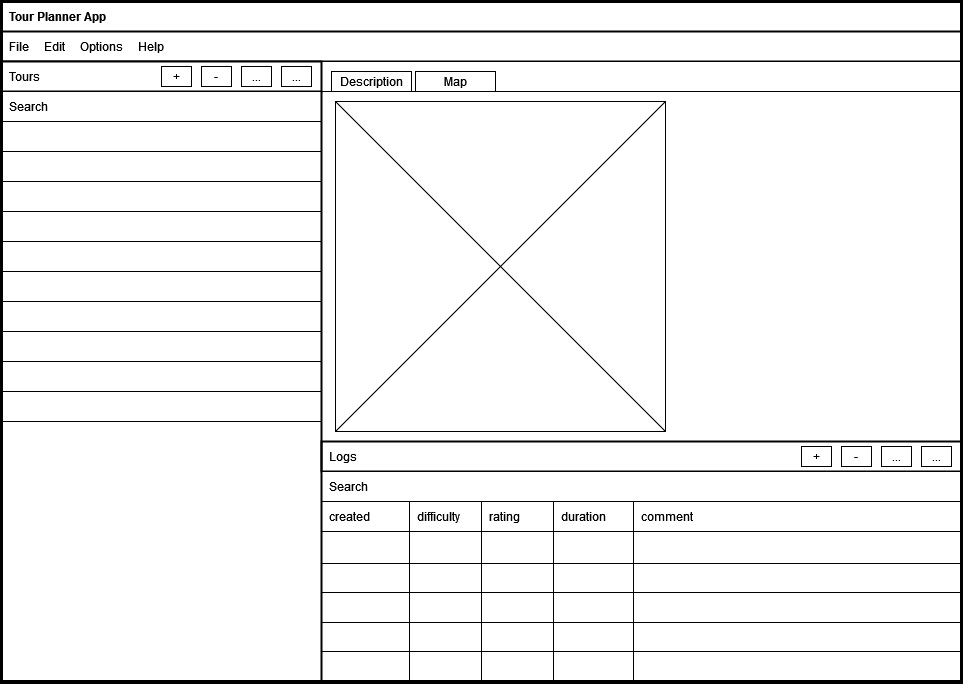 Tour Planner App
File Edit Options Help
Tours + - ... ...
Search
Description Map
Logs + - ... ...
Search
created difficulty rating duration comment